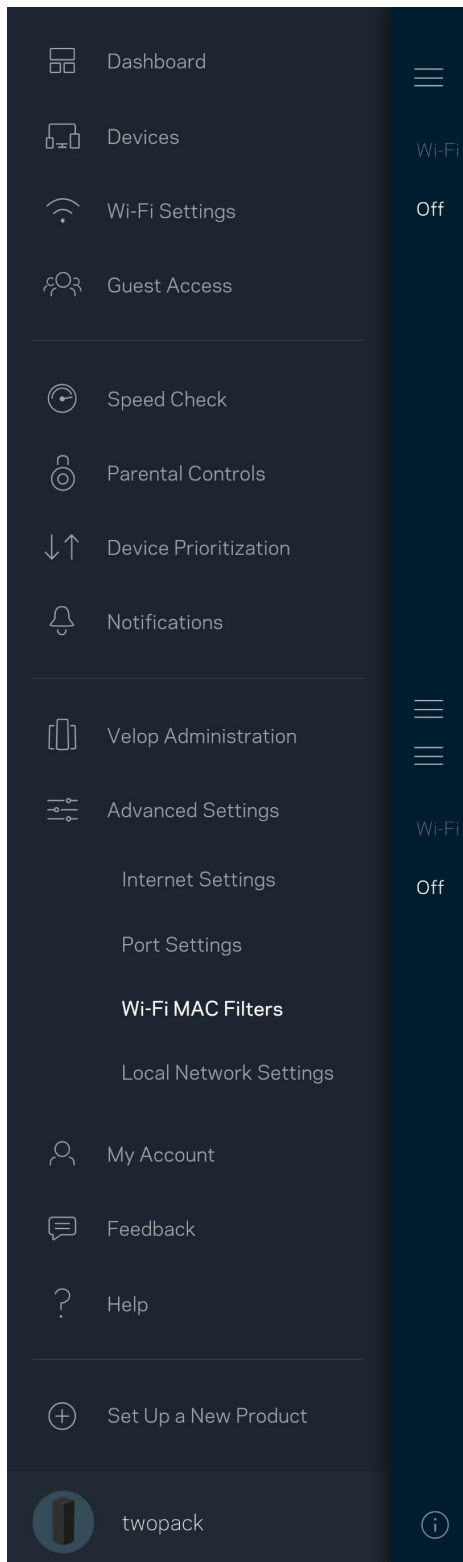 Dashboard
Devices
Wi-Fi Settings
Guest Access
Speed Check
Parental Controls
Device Prioritization
Notifications
Velop Administration
Advanced Settings
Internet Settings
Port Settings
Wi-Fi MAC Filters
Local Network Settings
My Account
Feedback
Help
Set Up a New Product
twopack
Wi-Fi
Off
Wi-Fi
Off